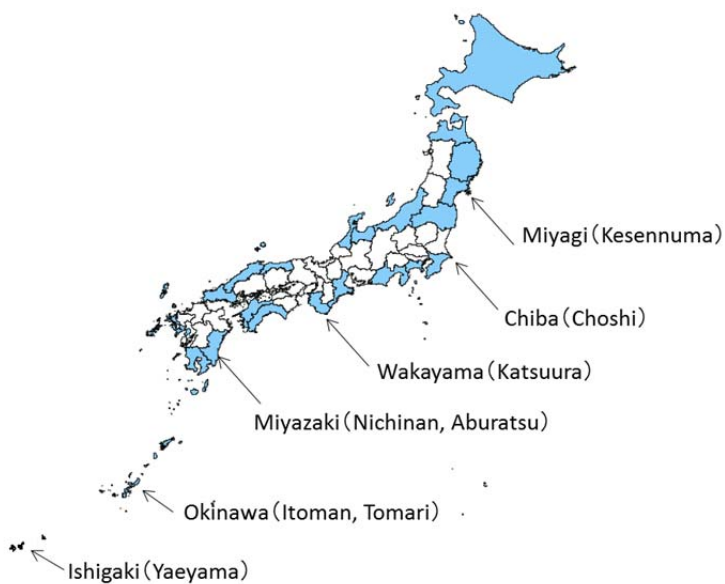 Miyagi（Kesennuma）
Chiba（Choshi）
Wakayama（Katsuura）
Miyazaki（Nichinan, Aburatsu）
Okinawa（Itoman, Tomari）
Ishigaki（Yaeyama）